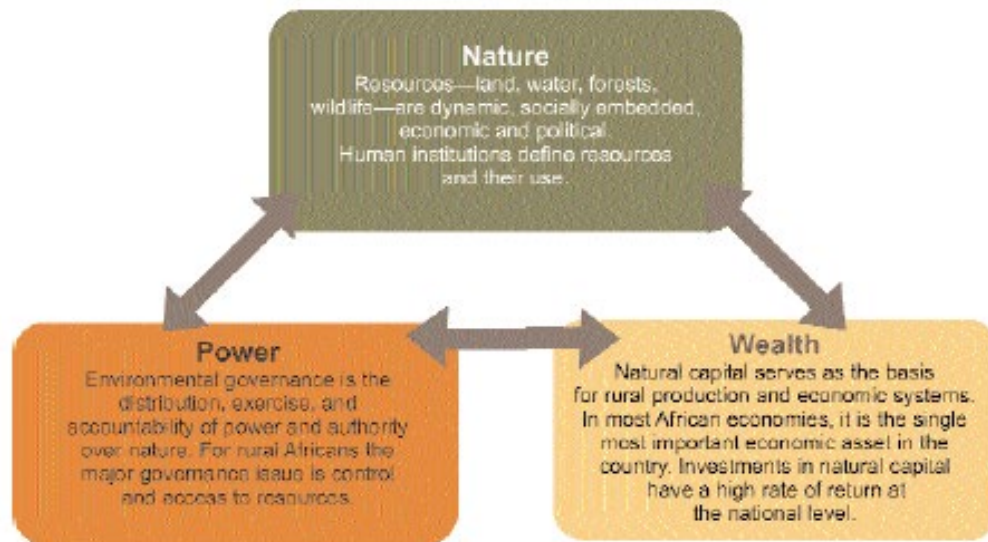 Nature
Resources—land, water, forests,
wildlife—are dynamic, socially embedded,
economic and political.
Human institutions define resources
and their use.
Power
Environmental governance is the
distribution, exercise, and
accountability of power and authority
over nature. For rural Africans the
major governance issue is control
and access to resources.
Wealth
Natural capital serves as the basis
for rural production and economic systems.
In most African economies, it is the single
most important economic asset in the
country. Investments in natural capital
have a high rate of return at
the national level.